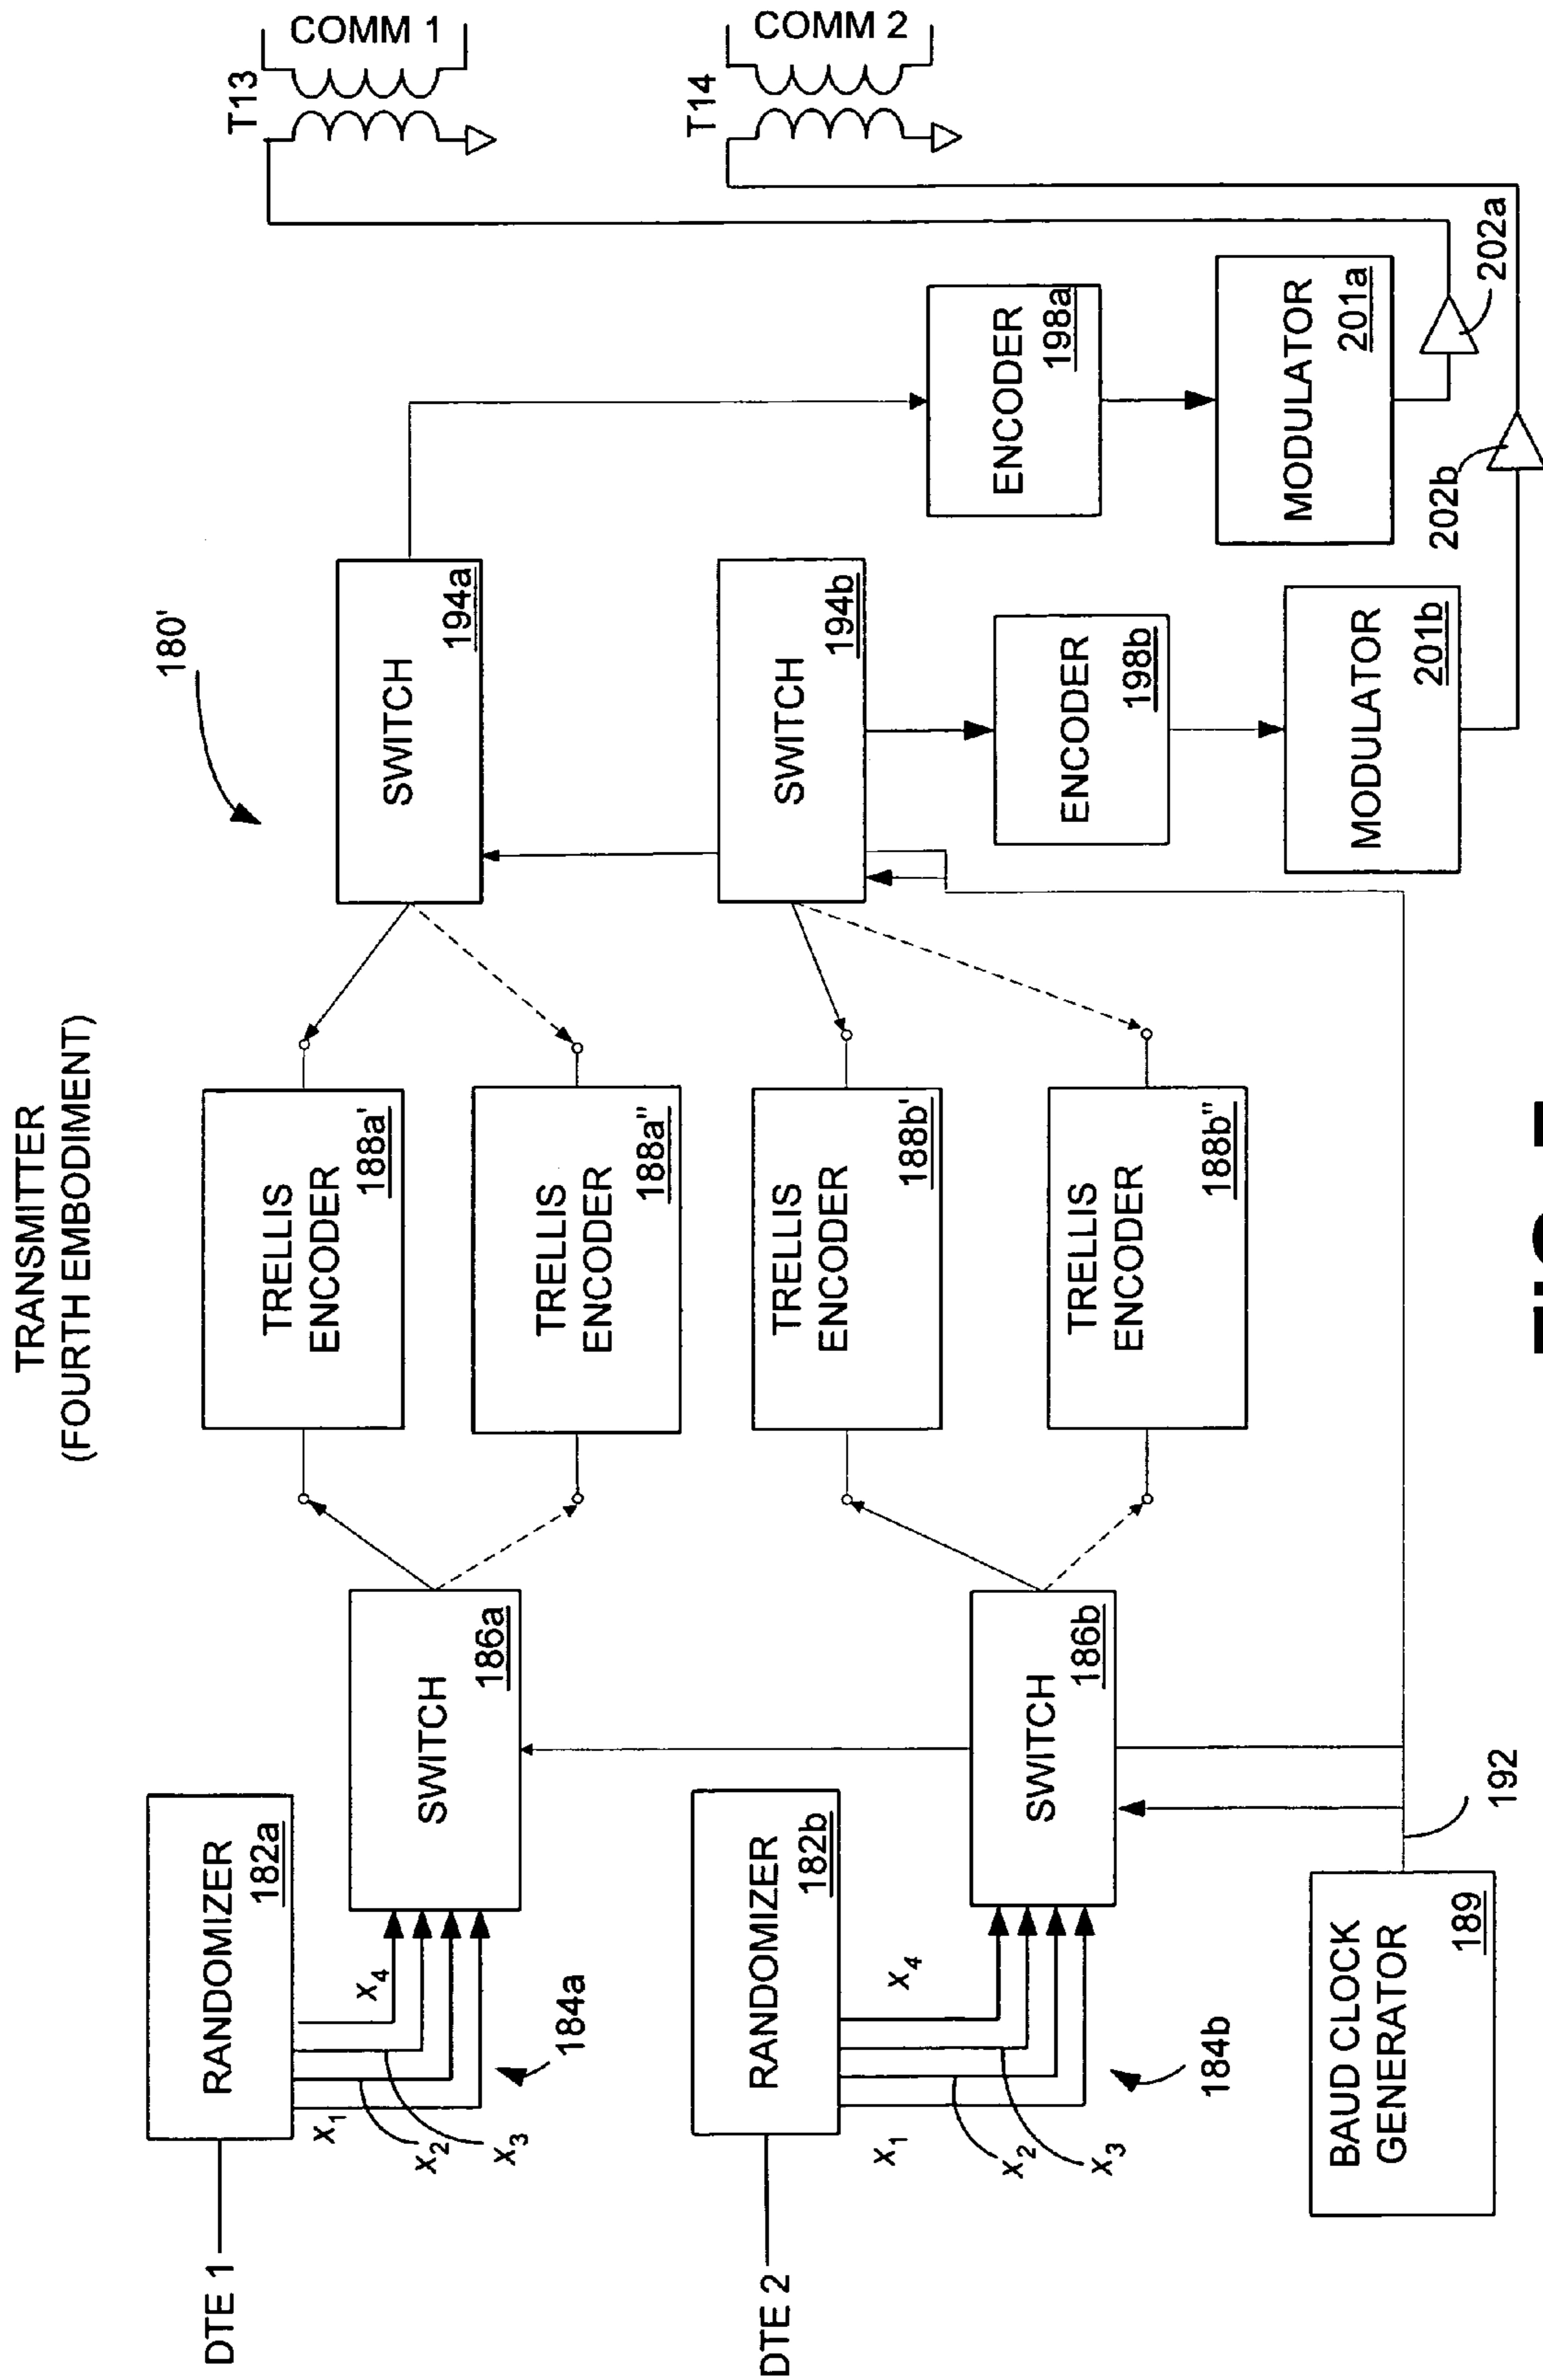 TRANSMITTER
(FOURTH EMBODIMENT)
180'
DTE 1
RANDOMIZER
182a
x1
x2
x3
x4
184a
SWITCH
186a
TRELLIS
ENCODER
188a'
TRELLIS
ENCODER
188a"
SWITCH
194a
T13
COMM 1
DTE 2
RANDOMIZER
182b
x1
x2
x3
x4
184b
SWITCH
186b
TRELLIS
ENCODER
188b'
TRELLIS
ENCODER
188b"
SWITCH
194b
T14
COMM 2
ENCODER
198a
ENCODER
198b
MODULATOR
201a
MODULATOR
201b
202a
202b
BAUD CLOCK
GENERATOR
189
192